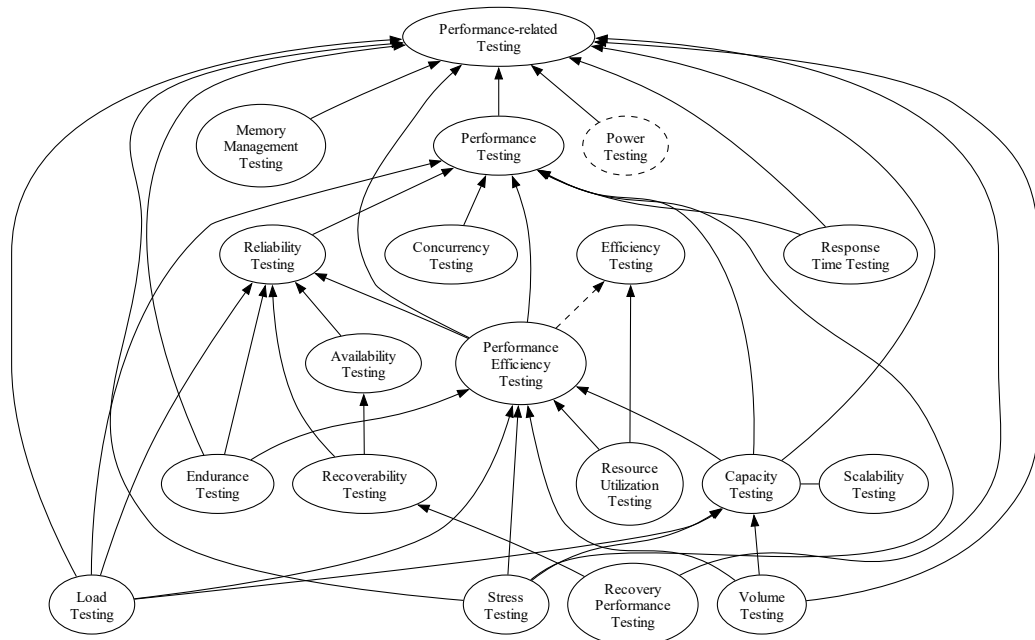 Performance-related
Testing
Memory
Management
Testing
Performance
Testing
Power
Testing
Reliability
Testing
Concurrency
Testing
Efficiency
Testing
Response
Time Testing
Availability
Testing
Performance
Efficiency
Testing
Endurance
Testing
Recoverability
Testing
Resource
Utilization
Testing
Capacity
Testing
Scalability
Testing
Load
Testing
Stress
Testing
Recovery
Performance
Testing
Volume
Testing